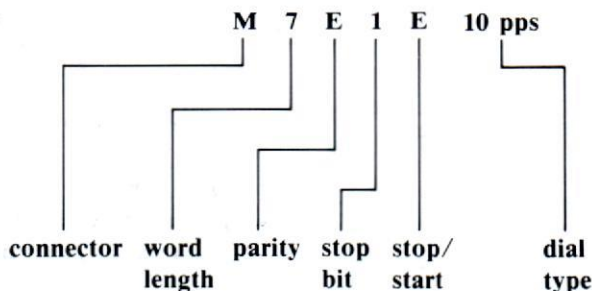 M 7 E 1 E 10 pps
connector word parity stop stop/ dial
length bit start type